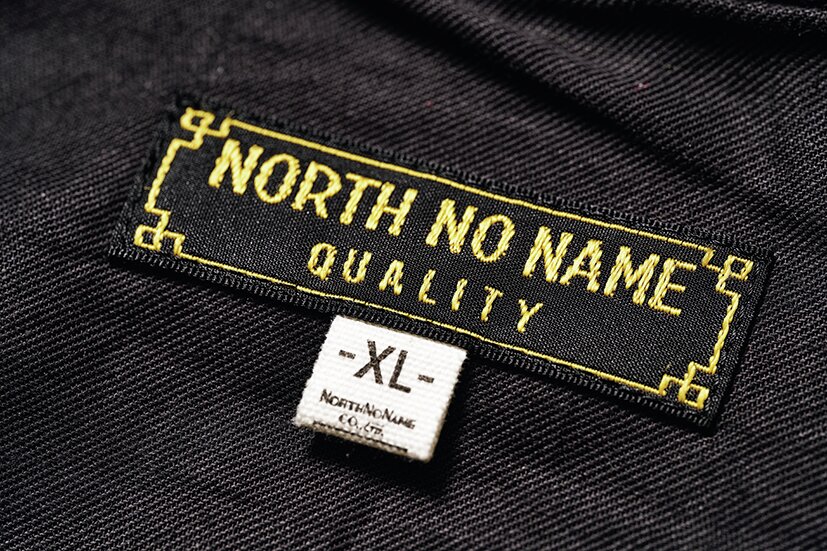 NORTH NO NAME
QUALITY
-XL-
NORTHNONAME
CO.,LTD.